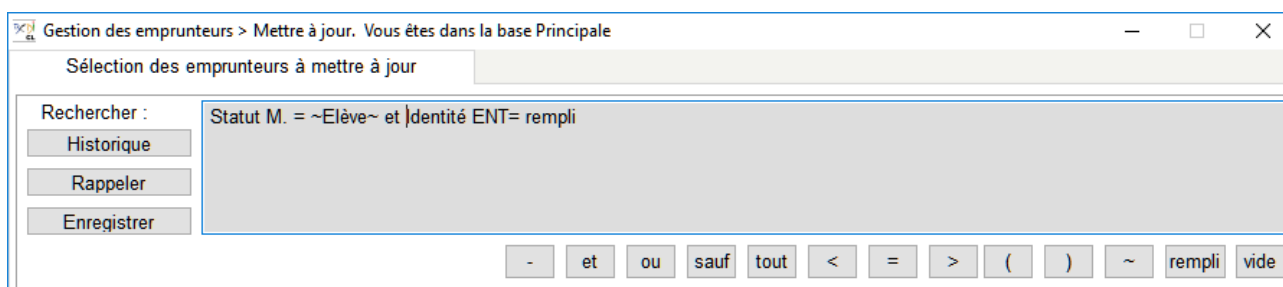 Gestion des emprunteurs > Mettre à jour. Vous êtes dans la base Principale
Sélection des emprunteurs à mettre à jour
Rechercher :
Statut M. = ~Elève~ et Identité ENT= rempli
Historique
Rappeler
Enregistrer
- et ou sauf tout < = > ( ) ~ rempli vide